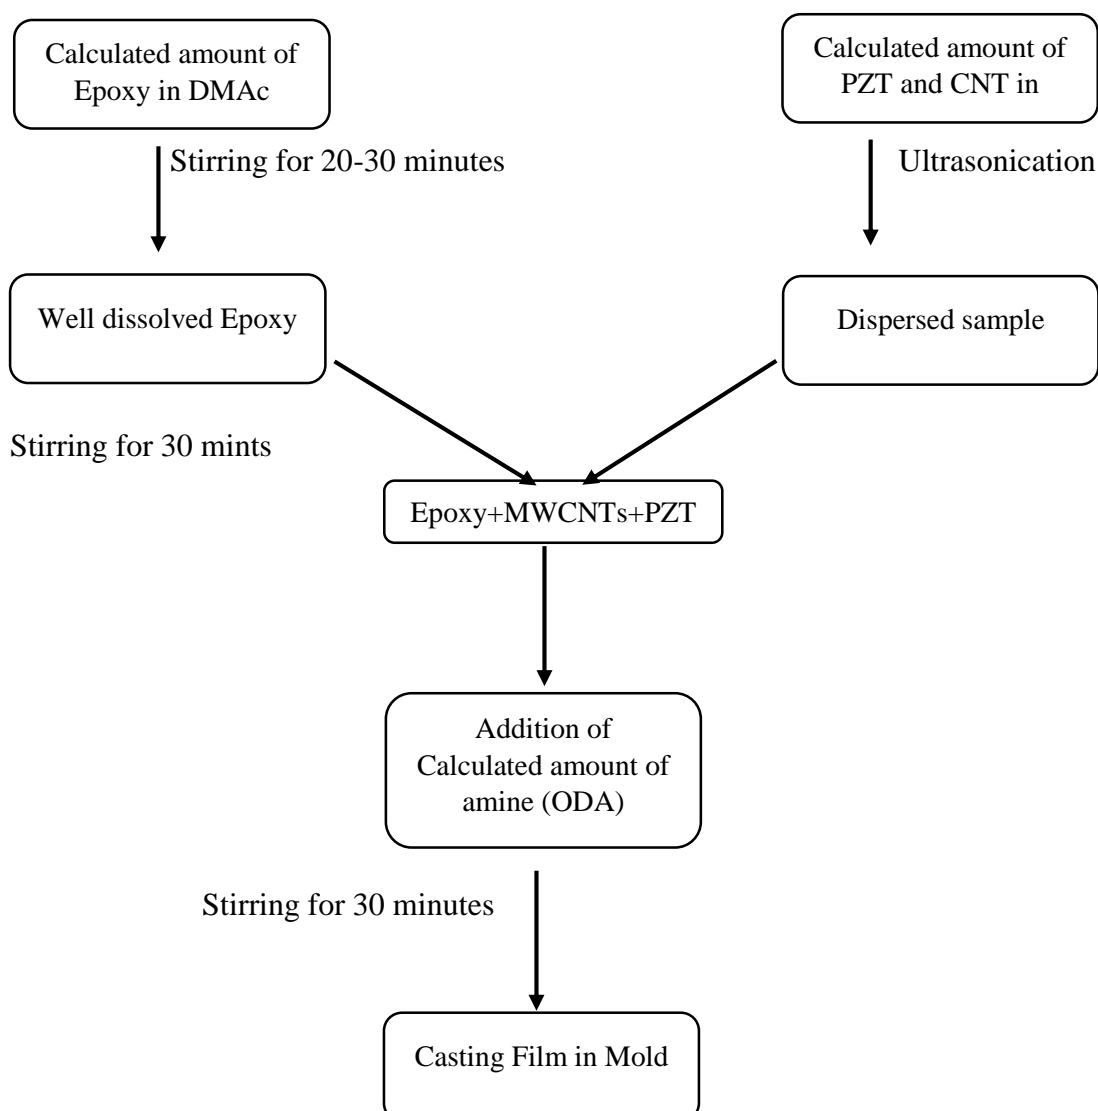 Calculated amount of
Epoxy in DMAc
Calculated amount of
PZT and CNT in
Stirring for 20-30 minutes
Ultrasonication
Well dissolved Epoxy
Dispersed sample
Stirring for 30 mints
Epoxy+MWCNTs+PZT
Addition of
Calculated amount of
amine (ODA)
Stirring for 30 minutes
Casting Film in Mold